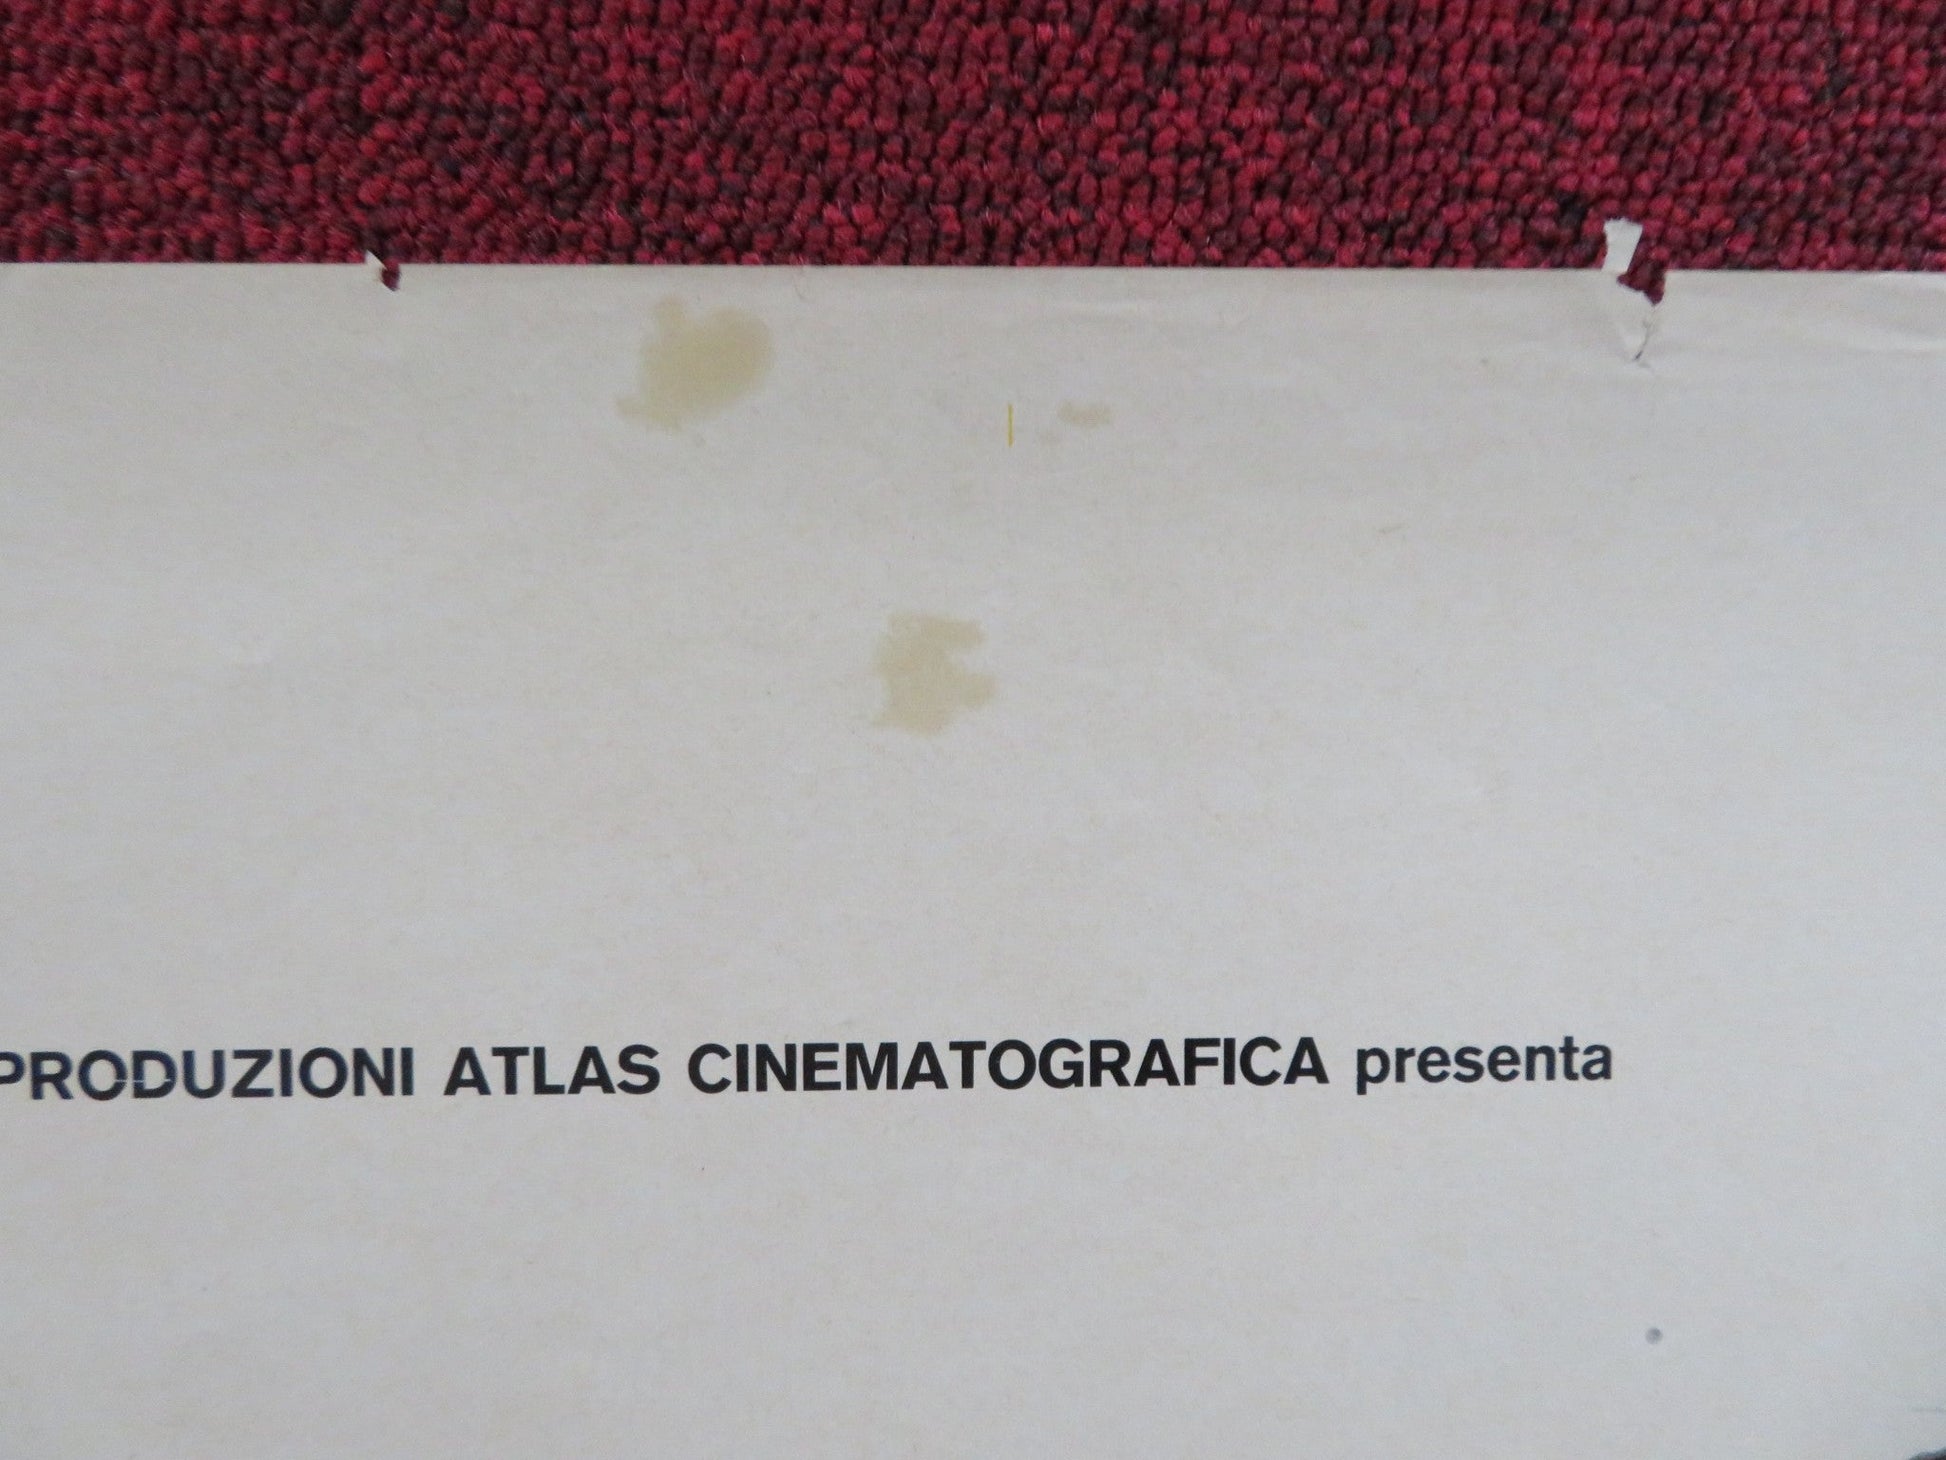 PRODUZIONI ATLAS CINEMATOGRAFICA presenta